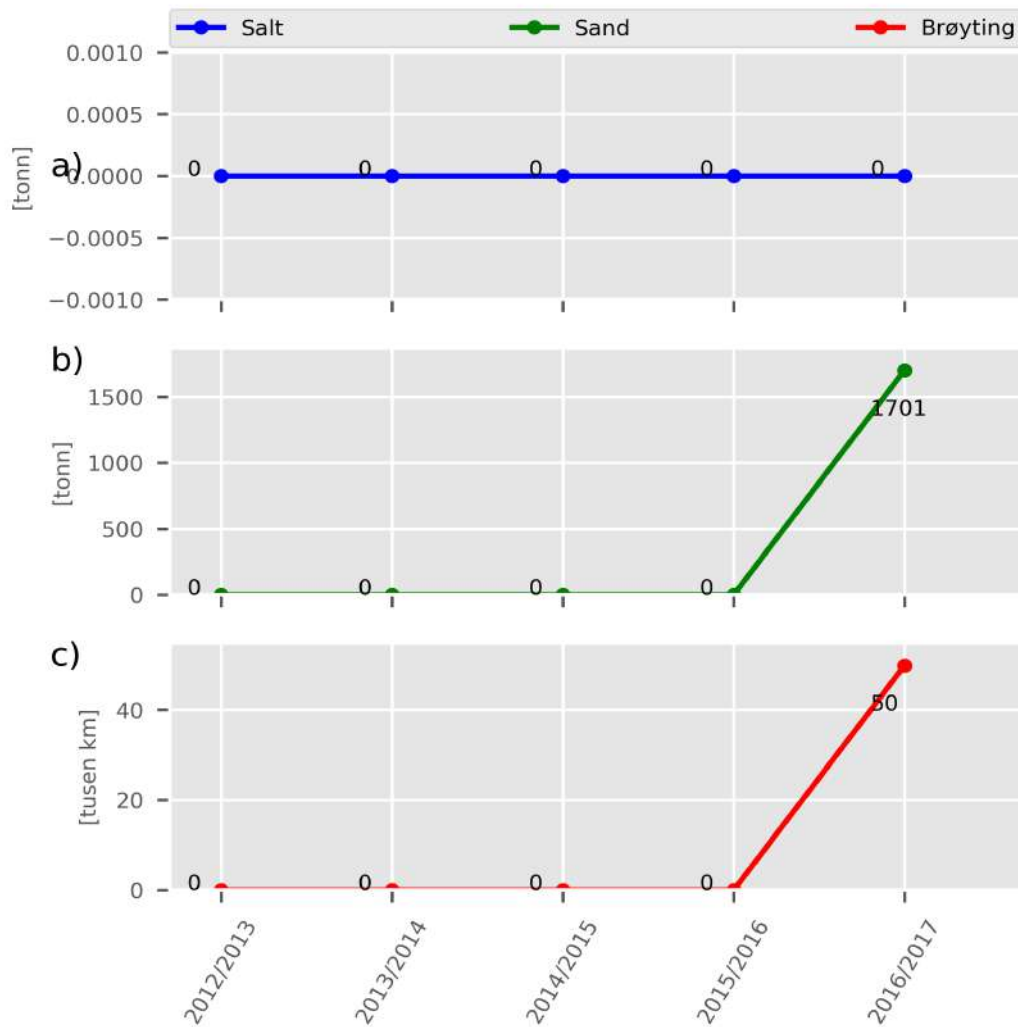 Salt Sand Brøyting
a)
[tonn]
0.0010
0.0005
0.0000
−0.0005
−0.0010
0 0 0 0 0
b)
[tonn]
1500
1000
500
0
0 0 0 0 1701
c)
[tusen km]
40
20
0
0 0 0 0 50
2012/2013 2013/2014 2014/2015 2015/2016 2016/2017